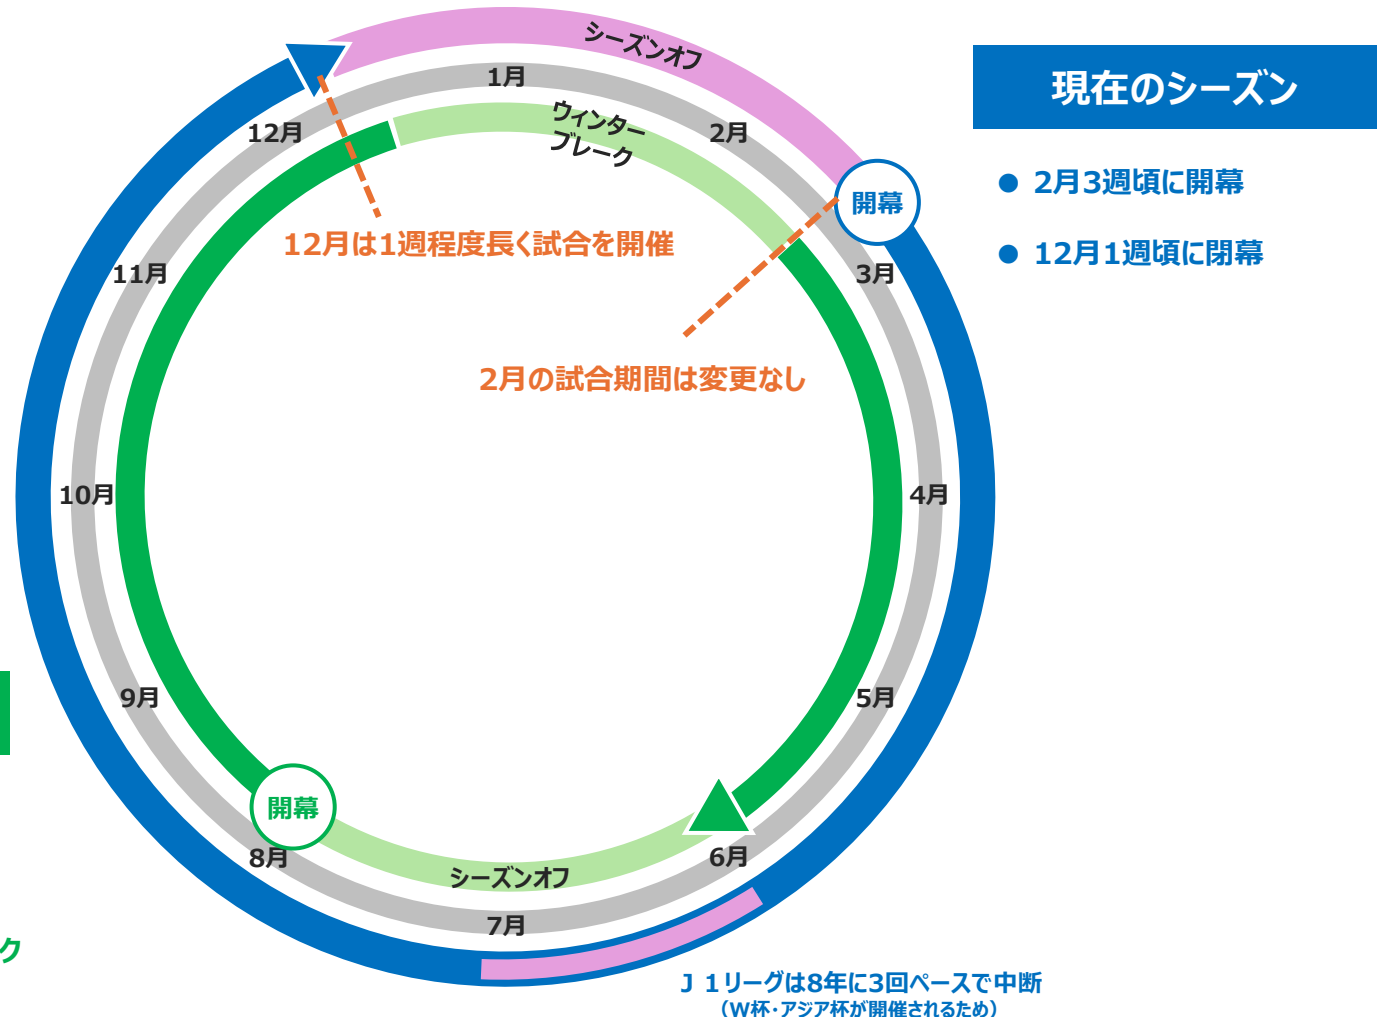 シーズンオフ
現在のシーズン
1月
ウィンター
ブレーク
12月
2月
● 2月3週頃に開幕
開幕
12月は1週程度長く試合を開催
● 12月1週頃に閉幕
11月
3月
2月の試合期間は変更なし
10月
4月
9月
5月
開幕
8月
シーズンオフ
6月
7月
ク
J 1リーグは8年に3回ペースで中断
(W杯・アジア杯が開催されるため)